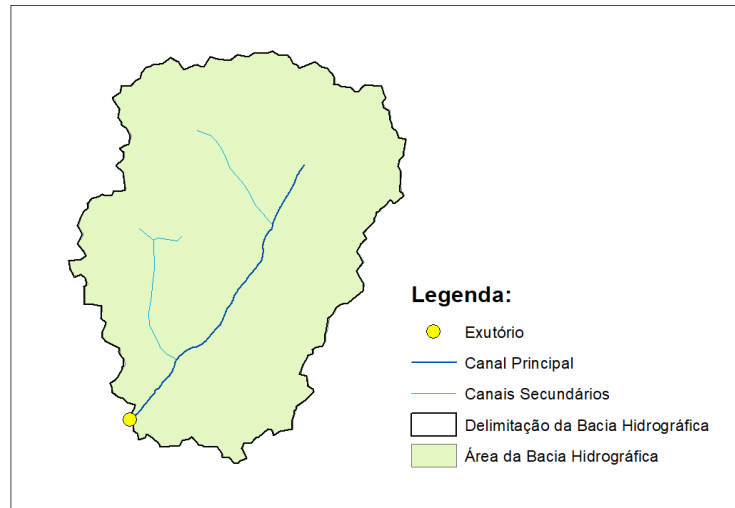 Legenda:
Exutório
Canal Principal
Canais Secundários
Delimitação da Bacia Hidrográfica
Área da Bacia Hidrográfica